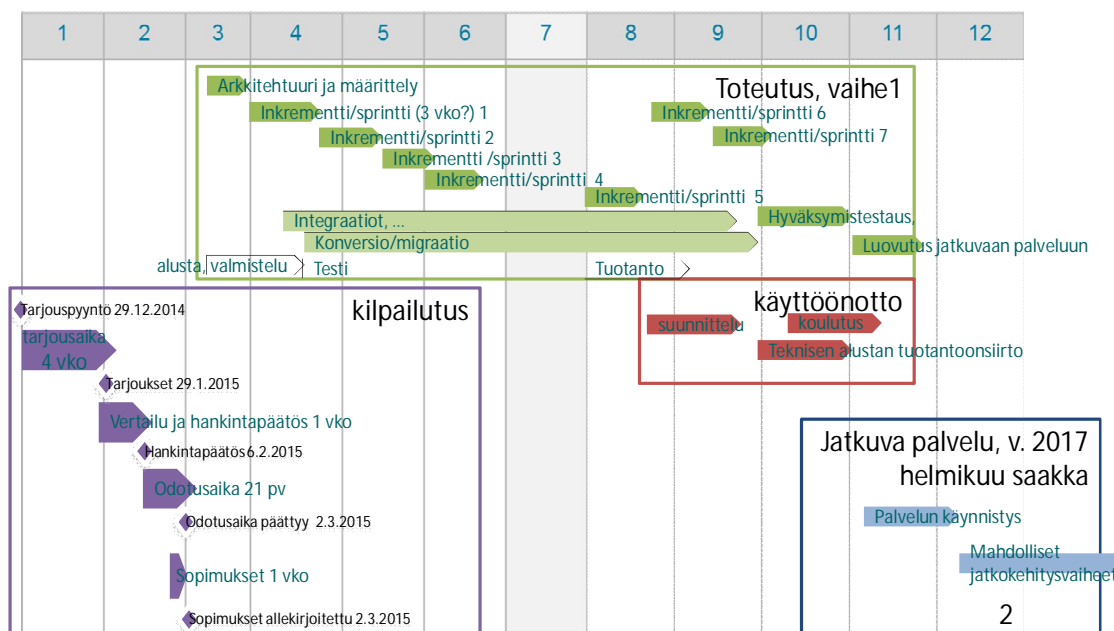 1 2 3 4 5 6 7 8 9 10 11 12
Toteutus, vaihe1
Arkkitehtuuri ja määrittely
Inkrementti/sprintti (3 vko?) 1
Inkrementti/sprintti 6
Inkrementti/sprintti 2
Inkrementti/sprintti 7
Inkrementti /sprintti 3
Inkrementti/sprintti 4
Inkrementti/sprintti 5
Integraatiot, ...
Hyväksymistestaus,
Konversio/migraatio
Luovutus jatkuvaan palveluun
alusta, valmistelu
Testi
Tuotanto
kilpailutus
Tarjouspyyntö 29.12.2014
tarjousaika
4 vko
Tarjoukset 29.1.2015
Vertailu ja hankintapäätös 1 vko
Hankintapäätös 6.2.2015
Odotusaika 21 pv
Odotusaika päättyy 2.3.2015
Sopimukset 1 vko
Sopimukset allekirjoitettu 2.3.2015
käyttöönotto
suunnittelu
koulutus
Teknisen alustan tuotantoonsiirto
Jatkuva palvelu, v. 2017
helmikuu saakka
Palvelun käynnistys
Mahdolliset
jatkokehitysvaiheet
2